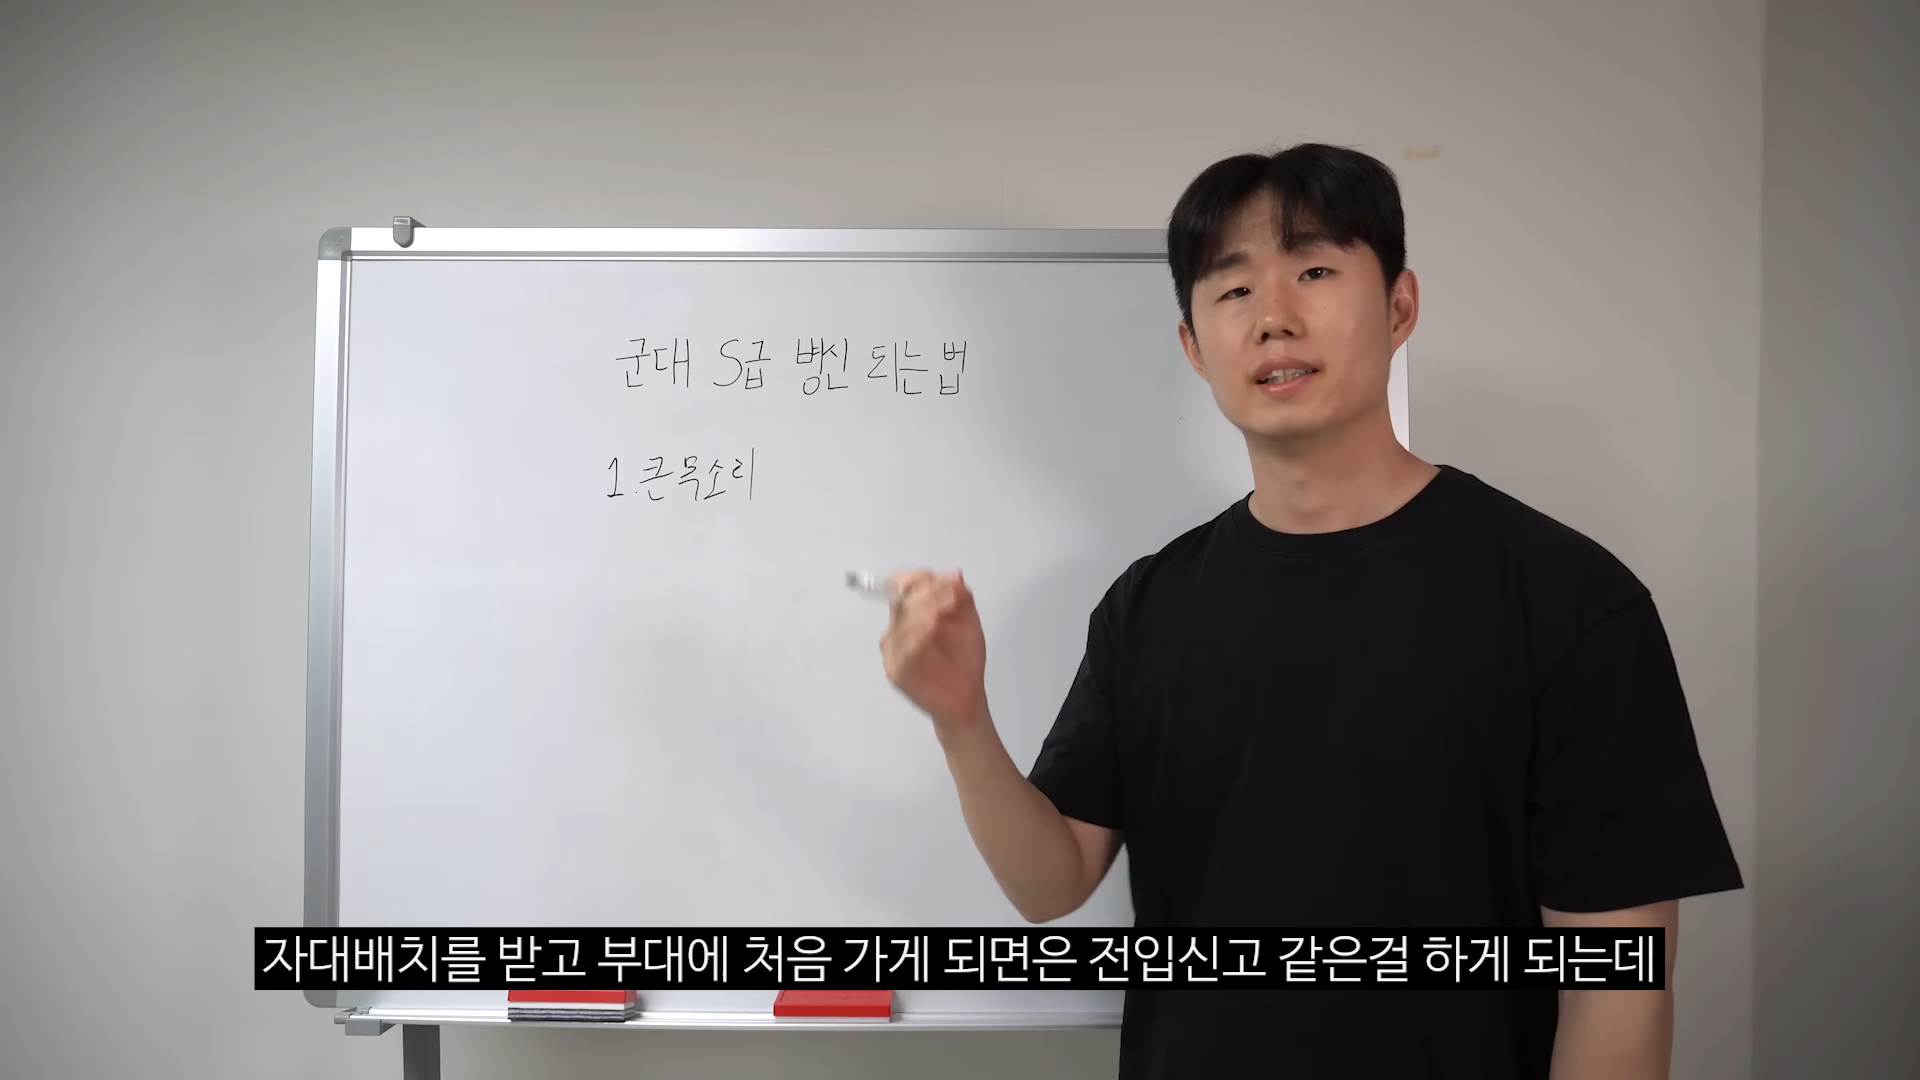 군대 S급 뼝신 되는법
1. 큰 목소리
자대배치를 받고 부대에 처음 가게 되면은 전입신고 같은걸 하게 되는데